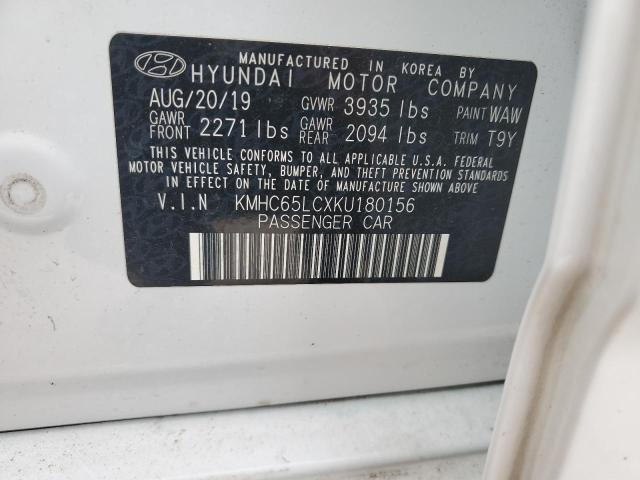 MANUFACTURED IN KOREA BY
HYUNDAI MOTOR COMPANY
AUG/20/19 GVWR 3935 lbs PAINT WAW
GAWR FRONT 2271 lbs GAWR REAR 2094 lbs TRIM T9Y
THIS VEHICLE CONFORMS TO ALL APPLICABLE U.S.A. FEDERAL
MOTOR VEHICLE SAFETY, BUMPER, AND THEFT PREVENTION STANDARDS
IN EFFECT ON THE DATE OF MANUFACTURE SHOWN ABOVE.
V.I.N KMHC65LCXKU180156
PASSENGER CAR